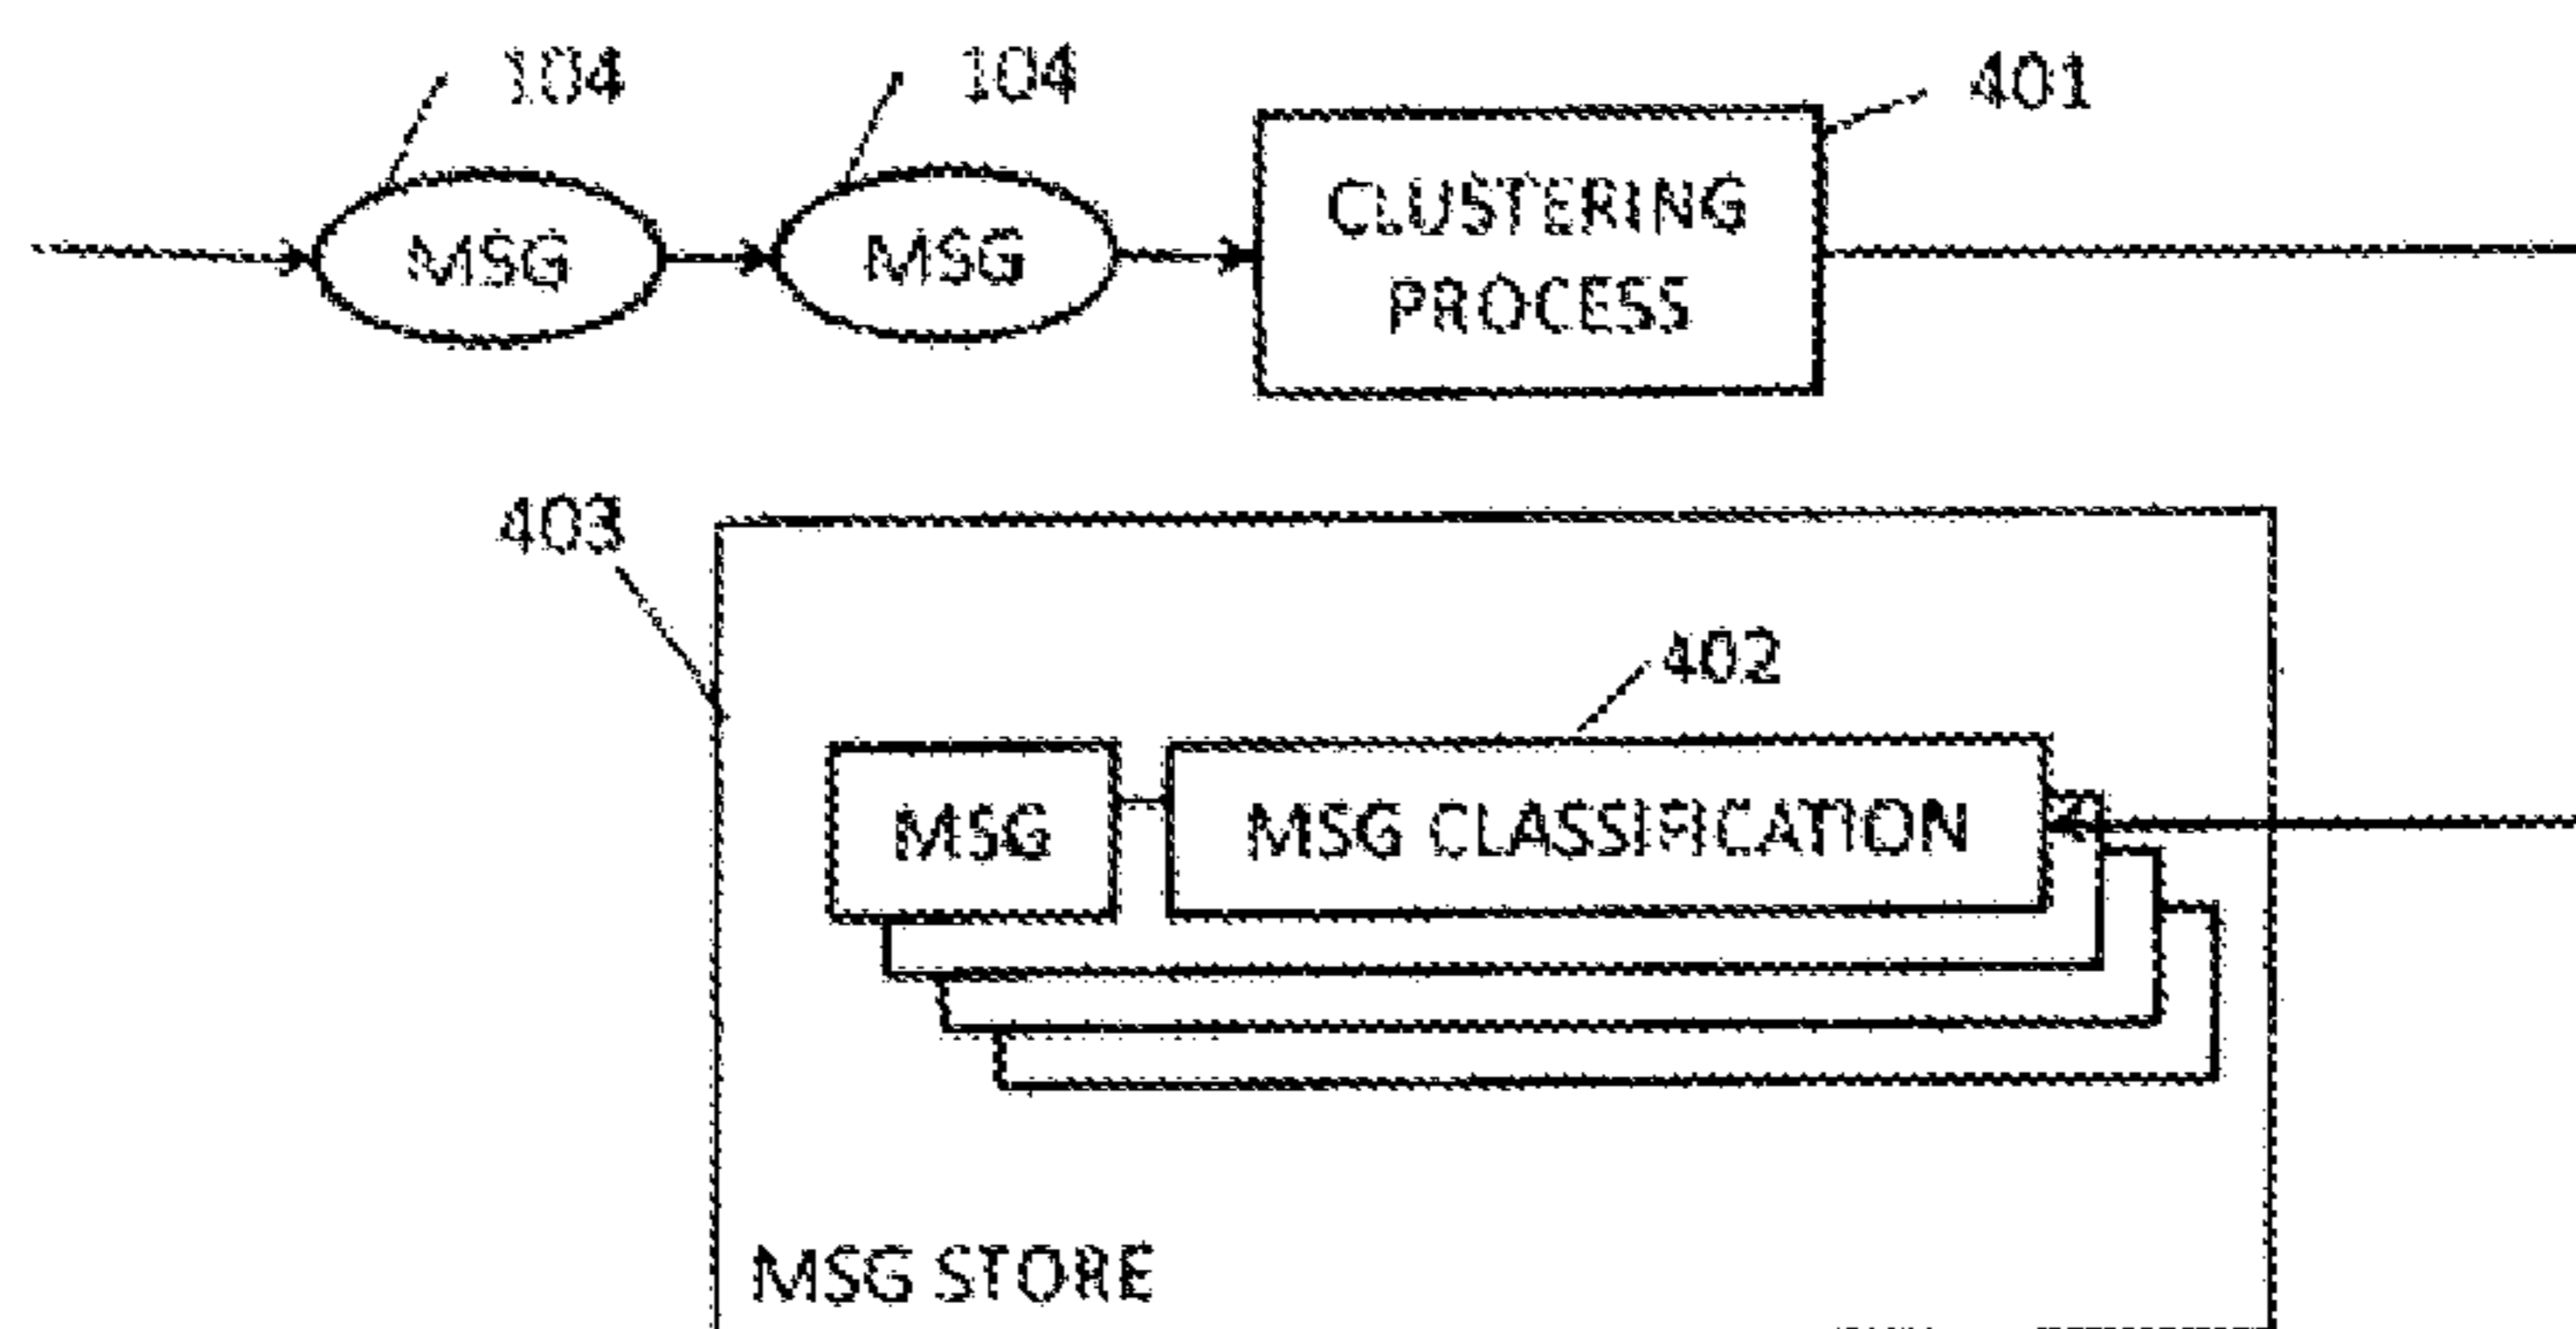 104
104
401
MSG
MSG
CLUSTERING
PROCESS
403
402
MSG
MSG CLASSIFICATION
MSG STORE